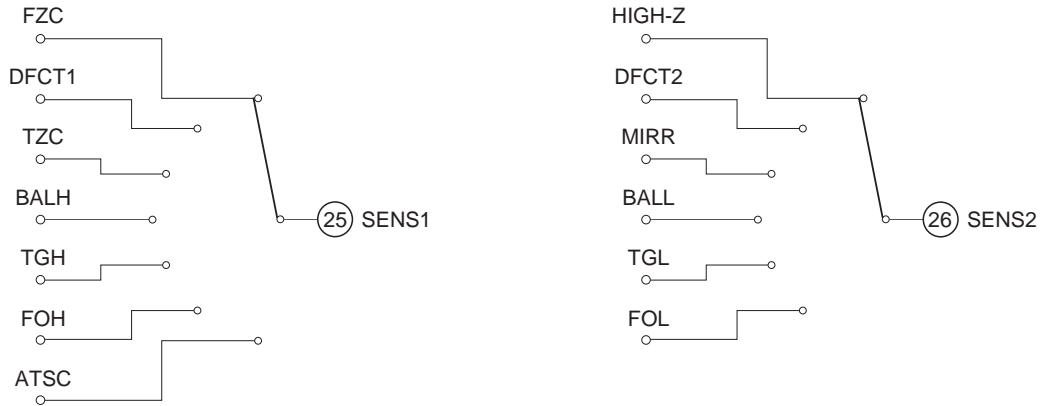 FZC
DFCT1
TZC
BALH
TGH
FOH
ATSC
25 SENS1
HIGH-Z
DFCT2
MIRR
BALL
TGL
FOL
26 SENS2